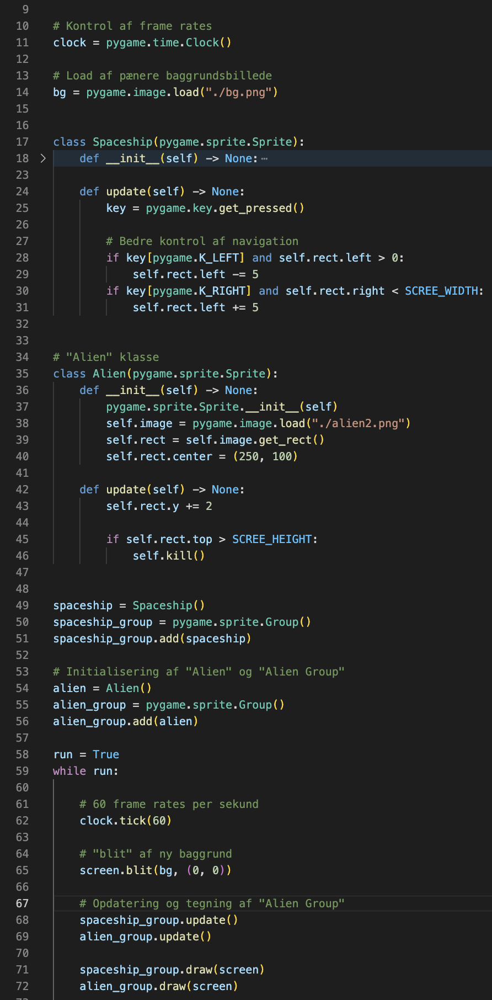 9
10 # Kontrol af frame rates
11 clock = pygame.time.Clock()
12
13 # Load af pænere baggrundsbillede
14 bg = pygame.image.load("./bg.png")
15
16
17 class Spaceship(pygame.sprite.Sprite):
18     def __init__(self) -> None:⋯
23
24     def update(self) -> None:
25         key = pygame.key.get_pressed()
26
27         # Bedre kontrol af navigation
28         if key[pygame.K_LEFT] and self.rect.left > 0:
29             self.rect.left -= 5
30         if key[pygame.K_RIGHT] and self.rect.right < SCREE_WIDTH:
31             self.rect.left += 5
32
33
34 # "Alien" klasse
35 class Alien(pygame.sprite.Sprite):
36     def __init__(self) -> None:
37         pygame.sprite.Sprite.__init__(self)
38         self.image = pygame.image.load("./alien2.png")
39         self.rect = self.image.get_rect()
40         self.rect.center = (250, 100)
41
42     def update(self) -> None:
43         self.rect.y += 2
44
45         if self.rect.top > SCREE_HEIGHT:
46             self.kill()
47
48
49 spaceship = Spaceship()
50 spaceship_group = pygame.sprite.Group()
51 spaceship_group.add(spaceship)
52
53 # Initialisering af "Alien" og "Alien Group"
54 alien = Alien()
55 alien_group = pygame.sprite.Group()
56 alien_group.add(alien)
57
58 run = True
59 while run:
60
61     # 60 frame rates per sekund
62     clock.tick(60)
63
64     # "blit" af ny baggrund
65     screen.blit(bg, (0, 0))
66
67     # Opdatering og tegning af "Alien Group"
68     spaceship_group.update()
69     alien_group.update()
70
71     spaceship_group.draw(screen)
72     alien_group.draw(screen)